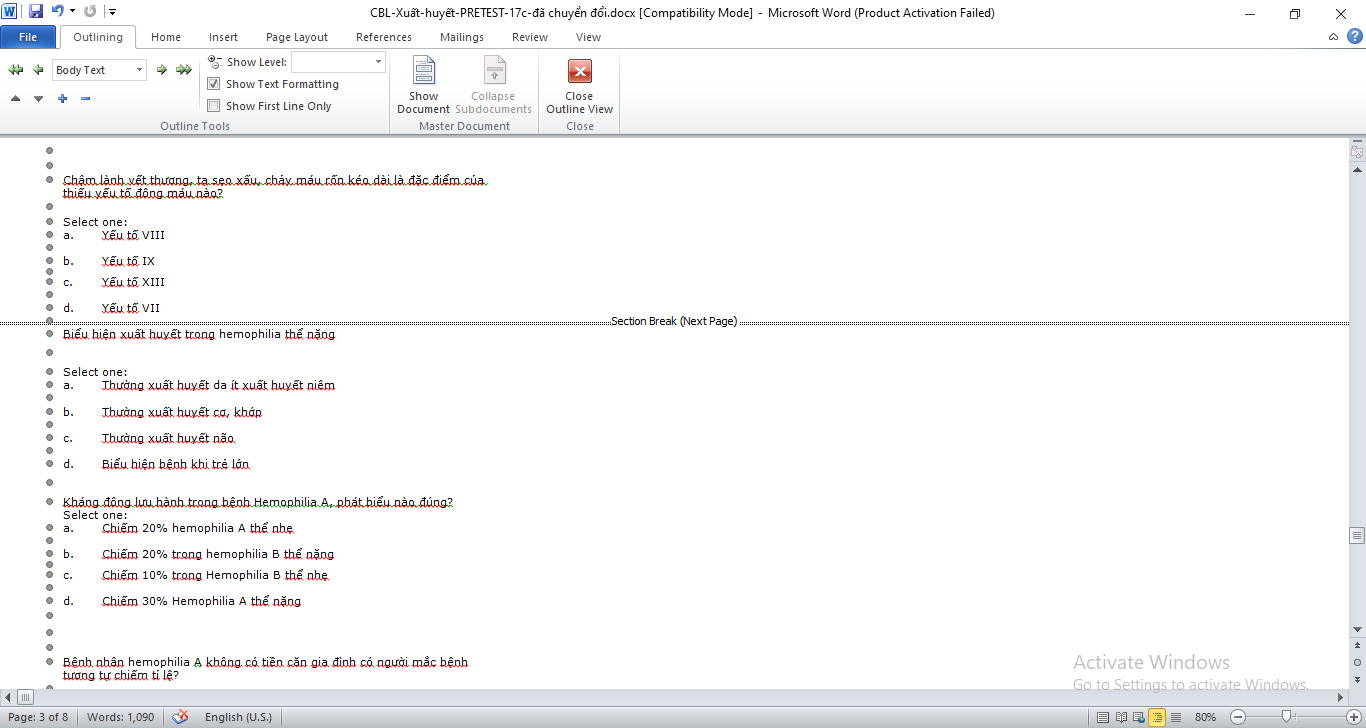 CBL-Xuất-huyết-PRETEST-17c-đã chuyển đổi.docx [Compatibility Mode] - Microsoft Word (Product Activation Failed)
File Outlining Home Insert Page Layout References Mailings Review View
Body Text
Show Level:
Show Text Formatting
Show First Line Only
Outline Tools
Show Document
Collapse Subdocuments
Master Document
Close Outline View
Close
Chậm lành vết thương, tạ sẹo xấu, chảy máu rốn kéo dài là đặc điểm của
thiếu yếu tố đông máu nào?
Select one:
a. Yếu tố VIII
b. Yếu tố IX
c. Yếu tố XIII
d. Yếu tố VII
Section Break (Next Page)
Biểu hiện xuất huyết trong hemophilia thể nặng
Select one:
a. Thường xuất huyết da ít xuất huyết niêm
b. Thường xuất huyết cơ, khớp
c. Thường xuất huyết não
d. Biểu hiện bệnh khi trẻ lớn
Kháng đông lưu hành trong bệnh Hemophilia A, phát biểu nào đúng?
Select one:
a. Chiếm 20% hemophilia A thể nhẹ
b. Chiếm 20% trong hemophilia B thể nặng
c. Chiếm 10% trong Hemophilia B thể nhẹ
d. Chiếm 30% Hemophilia A thể nặng
Bệnh nhân hemophilia A không có tiền căn gia đình có người mắc bệnh
tương tự chiếm tỉ lệ?
Activate Windows
Go to Settings to activate Windows.
Page: 3 of 8 Words: 1,090 English (U.S.) 80%